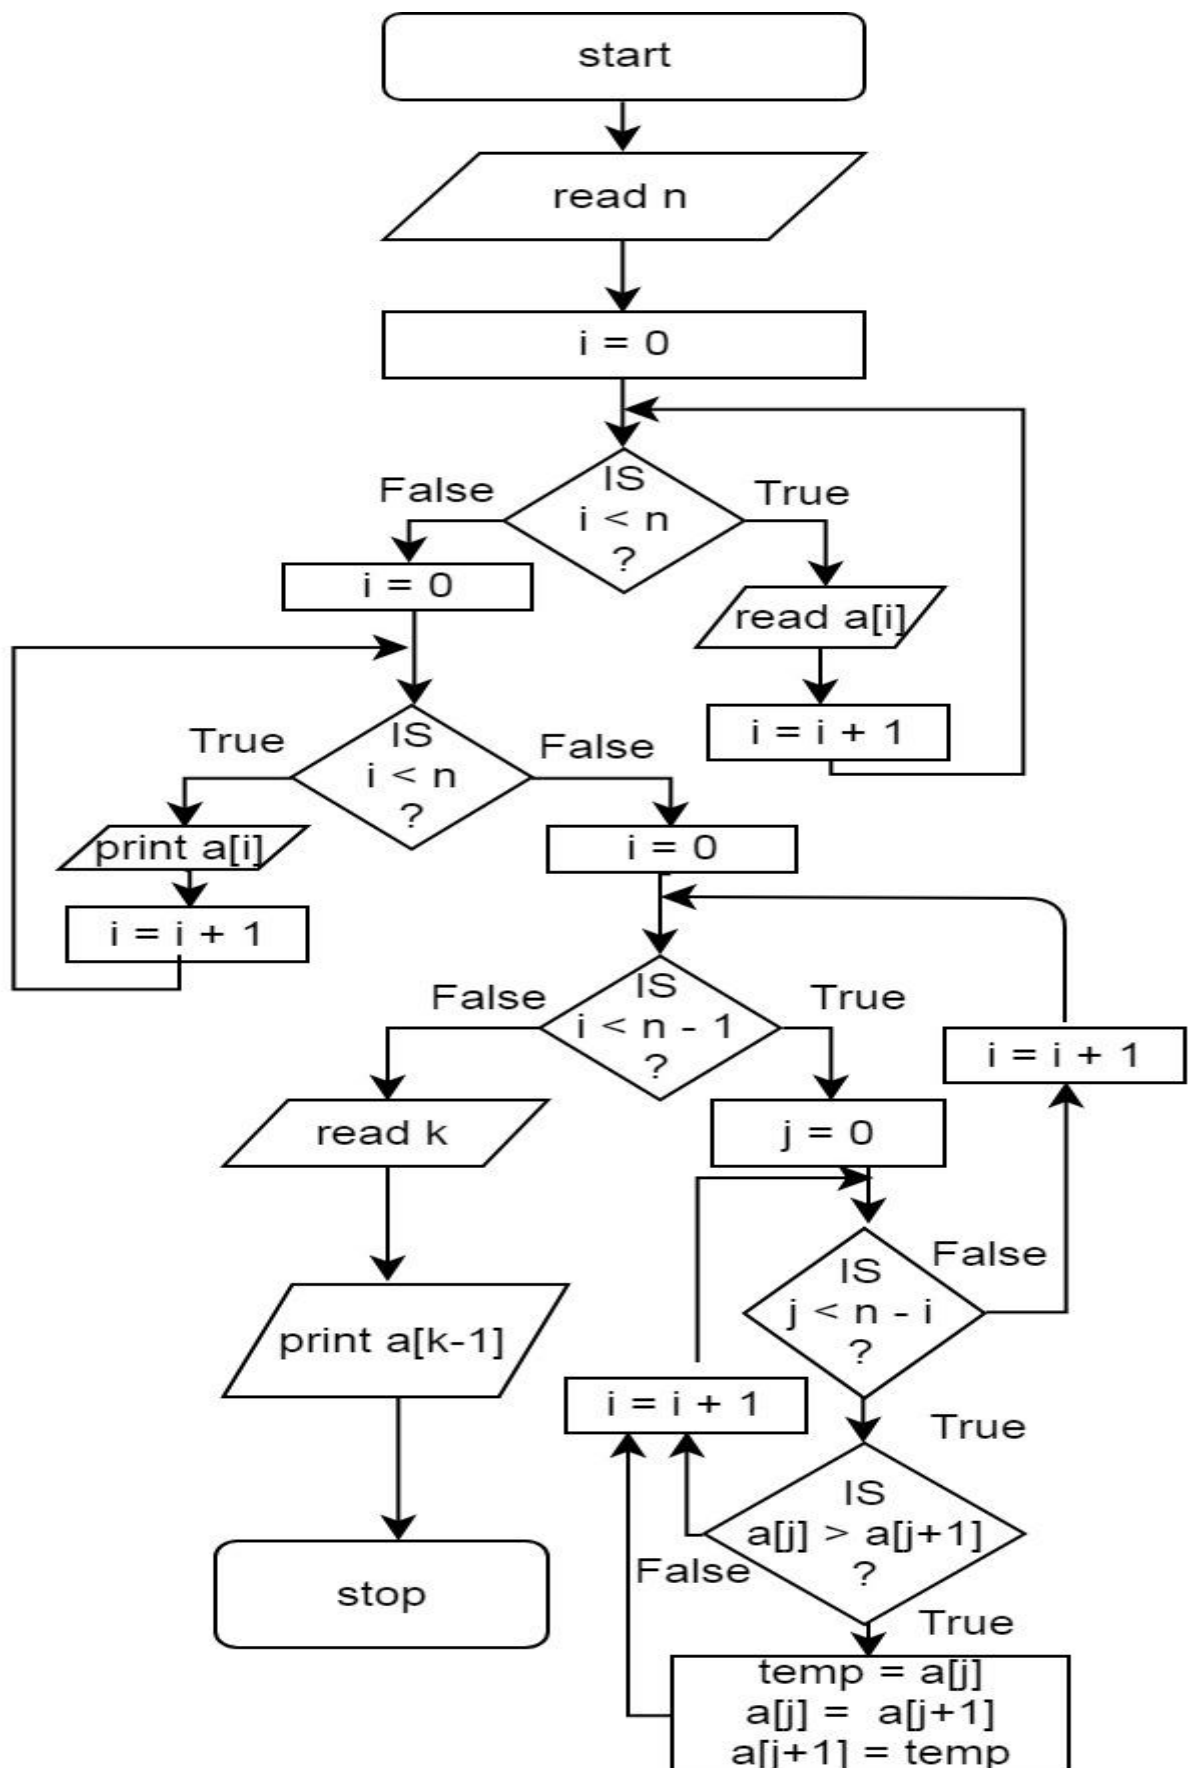 start
read n
i = 0
IS
i < n
?
False
True
i = 0
read a[i]
i = i + 1
IS
i < n
?
True
False
print a[i]
i = i + 1
i = 0
IS
i < n - 1
?
False
True
i = i + 1
read k
j = 0
print a[k-1]
IS
j < n - i
?
False
True
i = i + 1
IS
a[j] > a[j+1]
?
False
True
stop
temp = a[j]
a[j] = a[j+1]
a[j+1] = temp